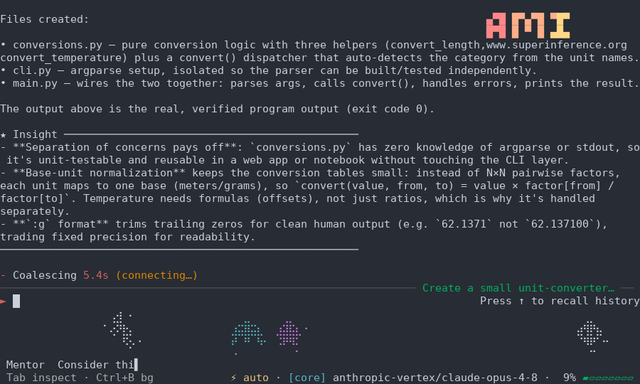 Files created:
AMI
• conversions.py — pure conversion logic with three helpers (convert_length,www.superinference.org
convert_temperature) plus a convert() dispatcher that auto-detects the category from the unit names.
• cli.py — argparse setup, isolated so the parser can be built/tested independently.
• main.py — wires the two together: parses args, calls convert(), handles errors, prints the result.
The output above is the real, verified program output (exit code 0).
★ Insight
- **Separation of concerns pays off**: `conversions.py` has zero knowledge of argparse or stdout, so
it's unit-testable and reusable in a web app or notebook without touching the CLI layer.
- **Base-unit normalization** keeps the conversion tables small: instead of N×N pairwise factors,
each unit maps to one base (meters/grams), so `convert(value, from, to) = value × factor[from] /
factor[to]`. Temperature needs formulas (offsets), not just ratios, which is why it's handled
separately.
- **`:g` format** trims trailing zeros for clean human output (e.g. `62.1371` not `62.137100`),
trading fixed precision for readability.
- Coalescing 5.4s (connecting…)
Create a small unit-converter…
Press ↑ to recall history
Mentor Consider thi
Tab inspect · Ctrl+B bg ⚡ auto · [core] anthropic-vertex/claude-opus-4-8 · 9%